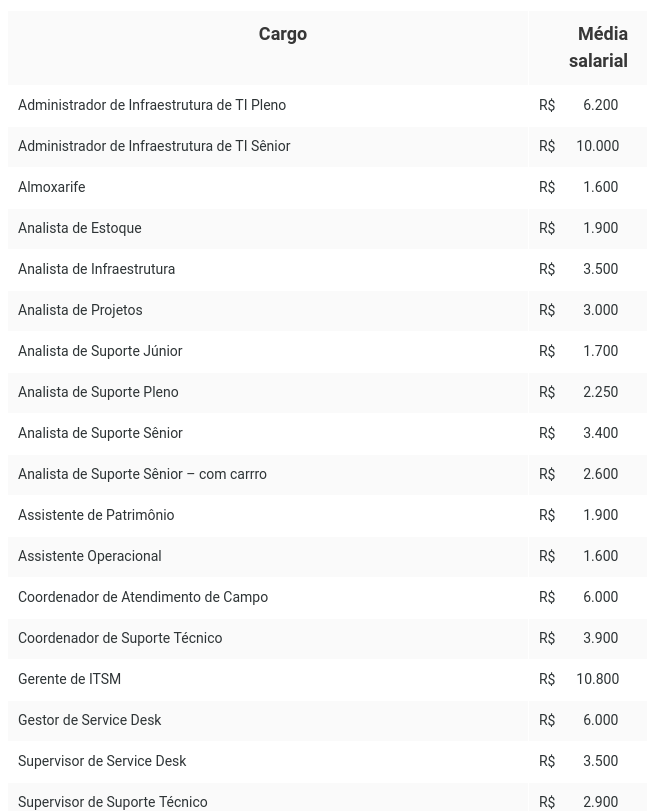 Cargo Média
salarial
Administrador de Infraestrutura de TI Pleno R$ 6.200
Administrador de Infraestrutura de TI Sênior R$ 10.000
Almoxarife R$ 1.600
Analista de Estoque R$ 1.900
Analista de Infraestrutura R$ 3.500
Analista de Projetos R$ 3.000
Analista de Suporte Júnior R$ 1.700
Analista de Suporte Pleno R$ 2.250
Analista de Suporte Sênior R$ 3.400
Analista de Suporte Sênior – com carrro R$ 2.600
Assistente de Patrimônio R$ 1.900
Assistente Operacional R$ 1.600
Coordenador de Atendimento de Campo R$ 6.000
Coordenador de Suporte Técnico R$ 3.900
Gerente de ITSM R$ 10.800
Gestor de Service Desk R$ 6.000
Supervisor de Service Desk R$ 3.500
Supervisor de Suporte Técnico R$ 2.900